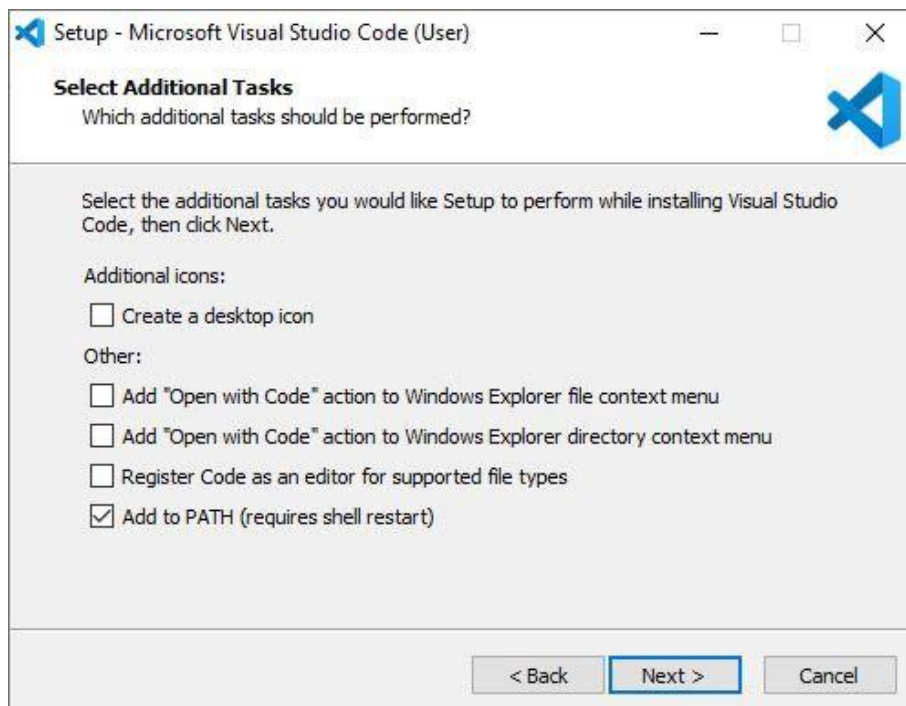 Setup - Microsoft Visual Studio Code (User)
Select Additional Tasks
Which additional tasks should be performed?
Select the additional tasks you would like Setup to perform while installing Visual Studio
Code, then click Next.
Additional icons:
Create a desktop icon
Other:
Add "Open with Code" action to Windows Explorer file context menu
Add "Open with Code" action to Windows Explorer directory context menu
Register Code as an editor for supported file types
Add to PATH (requires shell restart)
< Back
Next >
Cancel